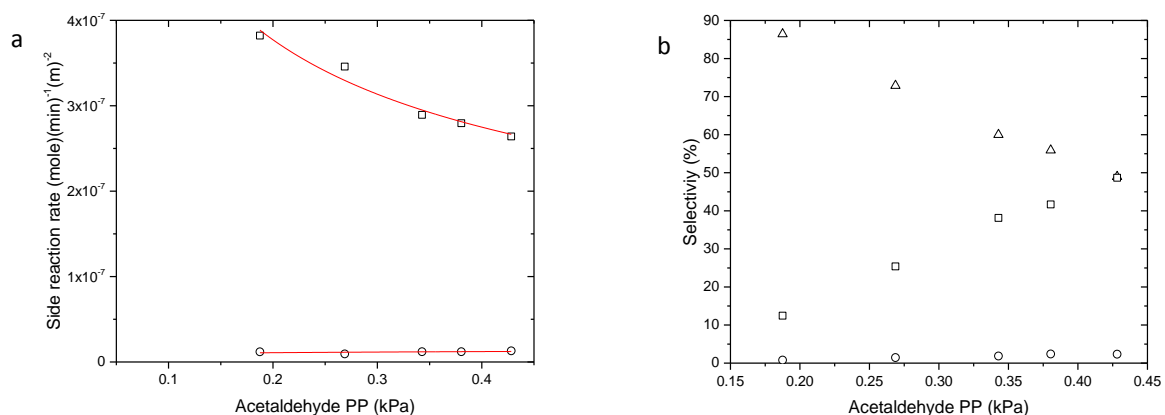 a
Side reaction rate (mole)(min)⁻¹(m)⁻²
4x10⁻⁷
3x10⁻⁷
2x10⁻⁷
1x10⁻⁷
0
0.1 0.2 0.3 0.4
Acetaldehyde PP (kPa)
b
Selectiviy (%)
90
80
70
60
50
40
30
20
10
0
0.15 0.20 0.25 0.30 0.35 0.40 0.45
Acetaldehyde PP (kPa)